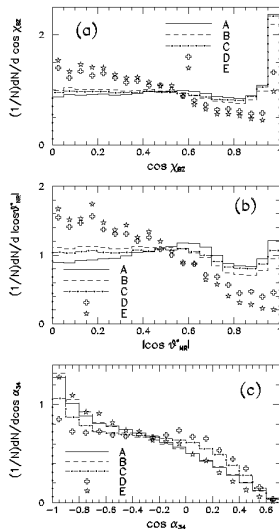 (a)
(1/N)dN/d cos χBZ
2
1
0
A
B
C
D
E
0 0.2 0.4 0.6 0.8 1
cos χBZ
(b)
(1/N)dN/d |cosϑ*NR|
2
1
0
A
B
C
D
E
0 0.2 0.4 0.6 0.8 1
|cos ϑ*NR|
(c)
(1/N)dN/d cos α34
1
0
A
B
C
D
E
-1 -0.8 -0.6 -0.4 -0.2 0 0.2 0.4 0.6
cos α34